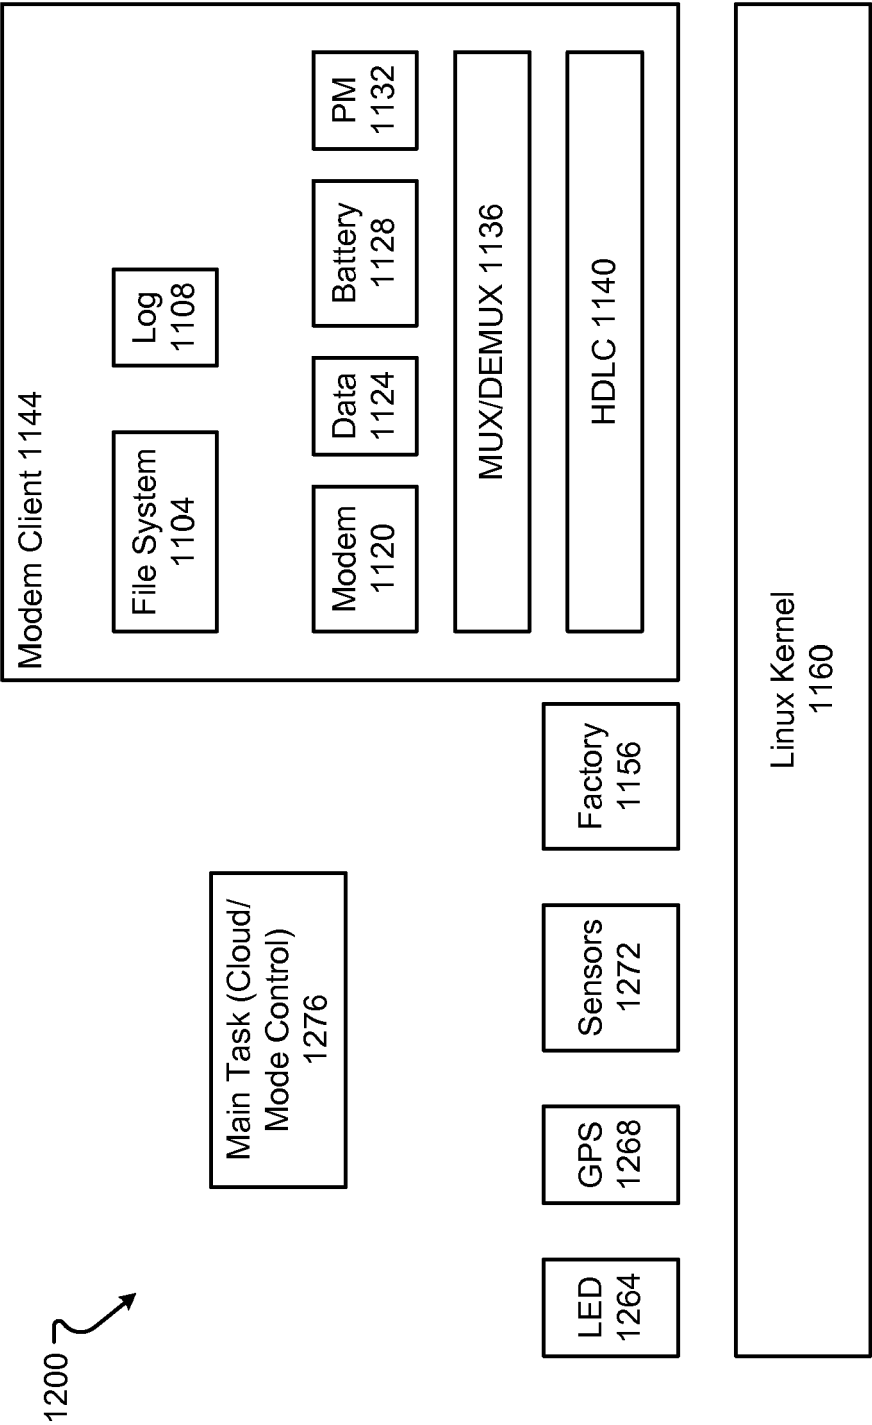 1200
Main Task (Cloud/
Mode Control)
1276
LED
1264
GPS
1268
Sensors
1272
Factory
1156
Modem Client 1144
File System
1104
Log
1108
Modem
1120
Data
1124
Battery
1128
PM
1132
MUX/DEMUX 1136
HDLC 1140
Linux Kernel
1160